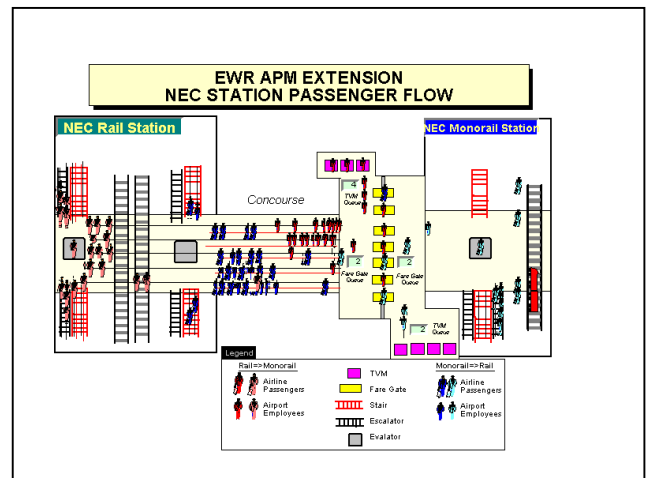 EWR APM EXTENSION
NEC STATION PASSENGER FLOW
NEC Rail Station
NEC Monorail Station
Concourse
4
TVM
Queue
2
Fare Gate
Queue
2
Fare Gate
Queue
2
TVM
Queue
Legend
Rail=>Monorail
Airline
Passengers
Airport
Employees
TVM
Fare Gate
Stair
Escalator
Evalator
Monorail=>Rail
Airline
Passengers
Airport
Employees